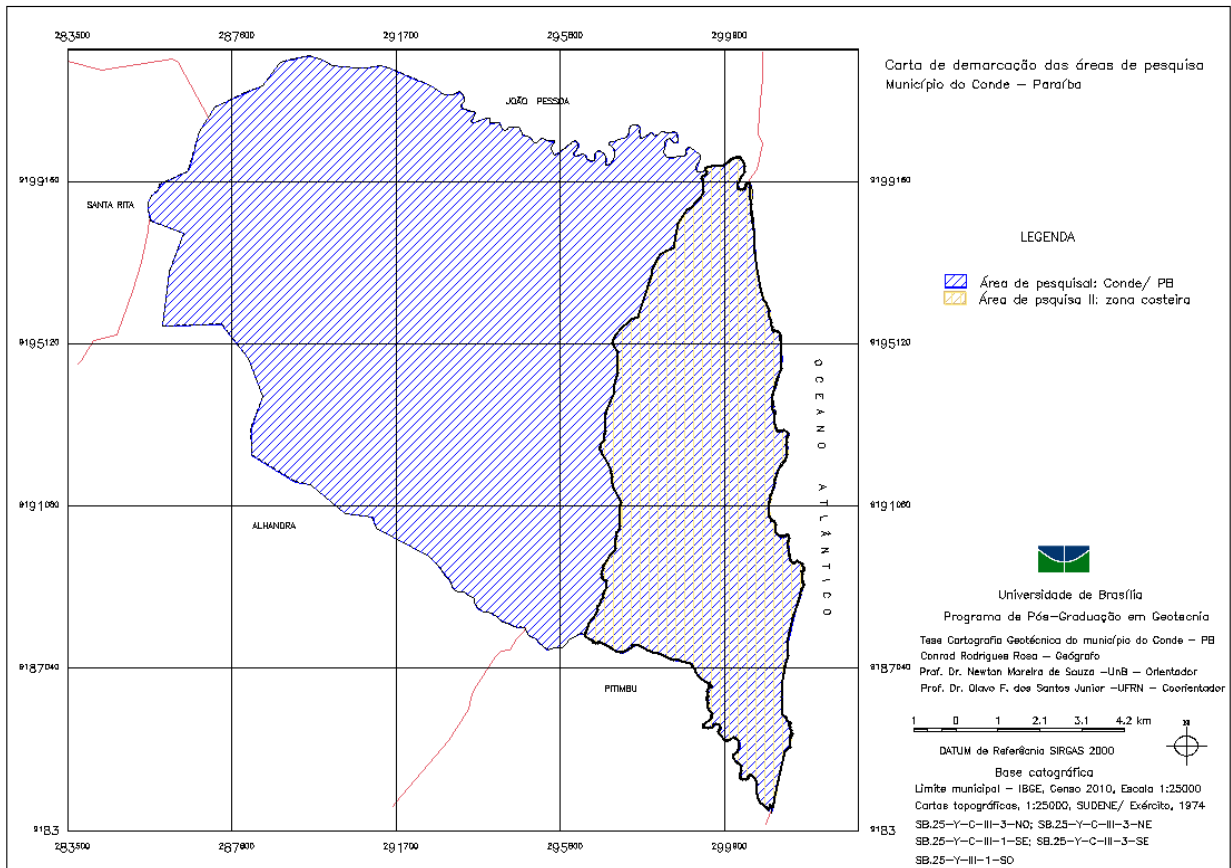 283500 287600 291700 295800 299800
Carta de demarcação das áreas de pesquisa
Município do Conde – Paraíba
JOÃO PESSOA
9199160
SANTA RITA
LEGENDA
Área de pesquisaI: Conde/ PB
Área de psquisa II: zona costeira
9195120
OCEANO ATLÂNTICO
9191080
ALHANDRA
Universidade de Brasília
Programa de Pós-Graduação em Geotecnia
Tese Cartografia Geotécnica do município do Conde – PB
Conrad Rodrigues Rosa – Geógrafo
Prof. Dr. Newton Moreira de Souza –UnB – Orientador
Prof. Dr. Olavo F. dos Santos Junior –UFRN – Coorientador
9187040
PITIMBU
1 0 1 2.1 3.1 4.2 km
DATUM de Referência SIRGAS 2000
Base catográfica
Limite municipal – IBGE, Censo 2010, Escala 1:25000
Cartas topográficas, 1:25000, SUDENE/ Exército, 1974
SB.25-Y-C-III-3-NO; SB.25-Y-C-III-3-NE
SB.25-Y-C-III-1-SE; SB.25-Y-C-III-3-SE
SB.25-Y-III-1-SO
9183 9183
283500 287600 291700 295800 299800